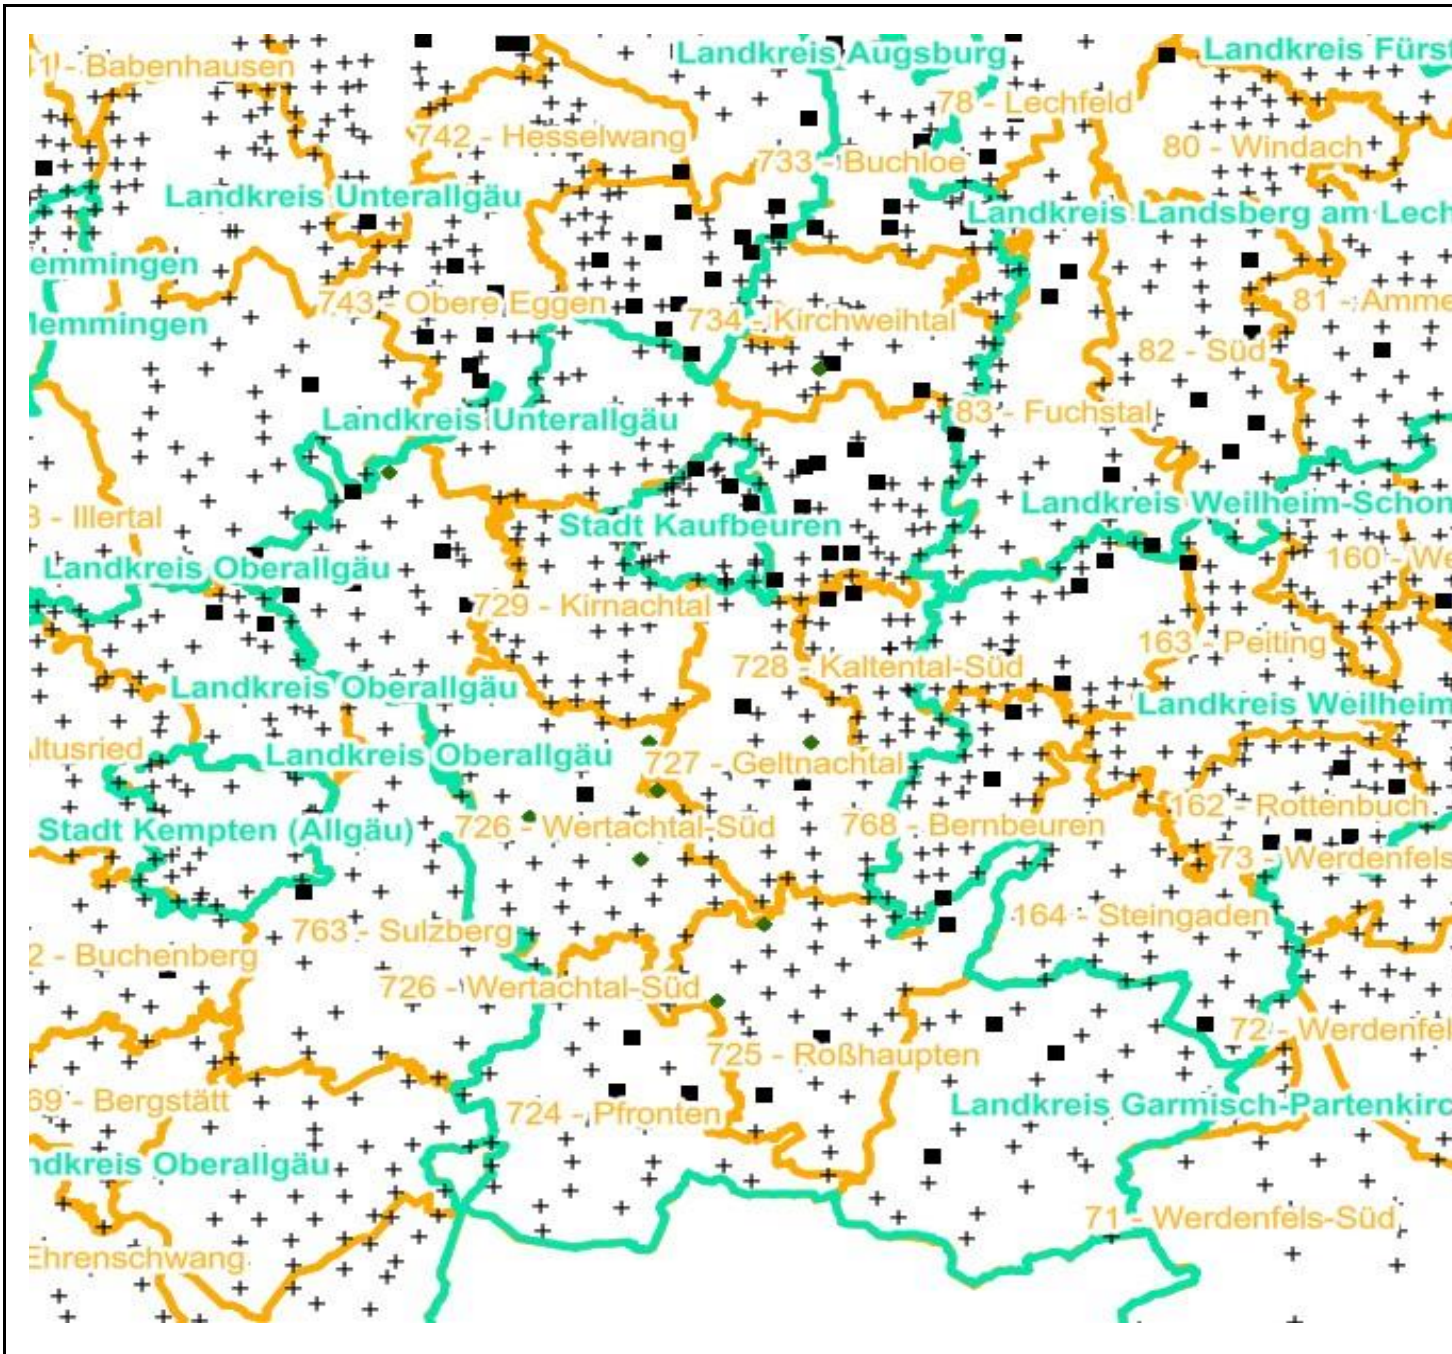 Landkreis Augsburg
Landkreis Fürs
1 - Babenhausen
78 - Lechfeld
742 - Hesselwang
80 - Windach
733 - Buchloe
Landkreis Unterallgäu
Landkreis Landsberg am Lech
emmingen
743 - Obere Eggen
81 - Amme
734 - Kirchweihtal
emmingen
82 - Süd
83 - Fuchstal
Landkreis Unterallgäu
Landkreis Weilheim-Schon
- Illertal
Stadt Kaufbeuren
160 - We
Landkreis Oberallgäu
729 - Kirnachtal
163 - Peiting
728 - Kaltental-Süd
Landkreis Oberallgäu
Landkreis Weilheim
Altusried
Landkreis Oberallgäu
727 - Geltnachtal
162 - Rottenbuch
Stadt Kempten (Allgäu)
726 - Wertachtal-Süd
768 - Bernbeuren
73 - Werdenfels
164 - Steingaden
763 - Sulzberg
2 - Buchenberg
726 - Wertachtal-Süd
72 - Werdenfel
725 - Roßhaupten
69 - Bergstätt
724 - Pfronten
Landkreis Garmisch-Partenkirc
ndkreis Oberallgäu
71 - Werdenfels-Süd
Ehrenschwang